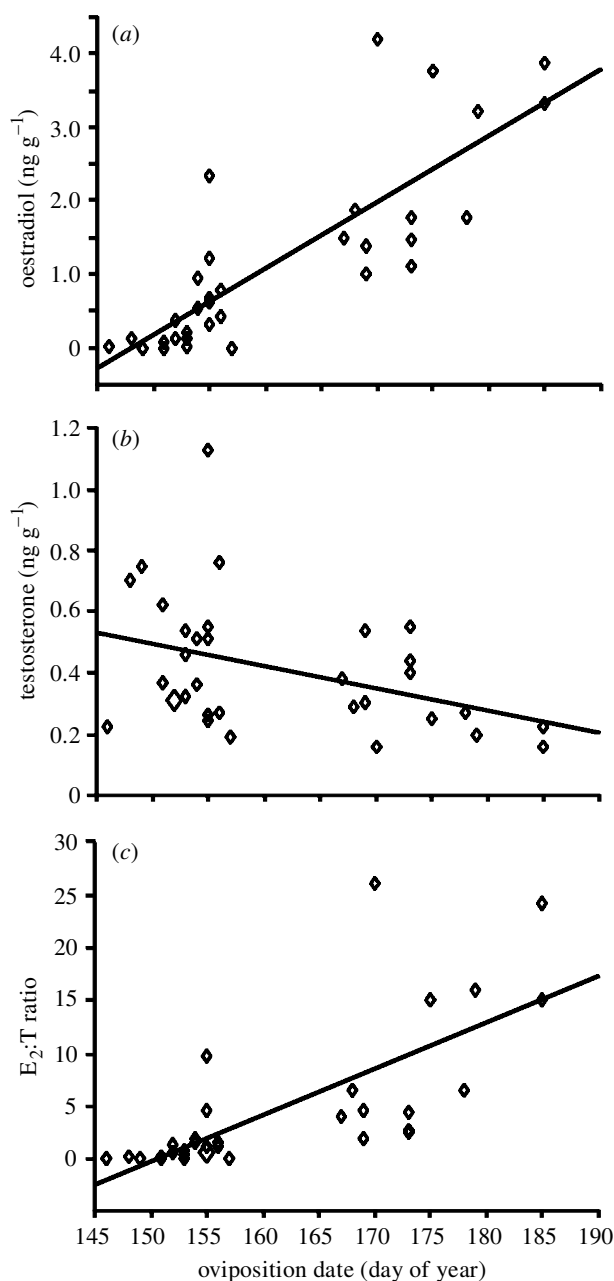 (a)
4.0
3.0
2.0
1.0
0
oestradiol (ng g⁻¹)
(b)
1.2
1.0
0.8
0.6
0.4
0.2
0
testosterone (ng g⁻¹)
(c)
30
25
20
15
10
5
0
E₂:T ratio
145 150 155 160 165 170 175 180 185 190
oviposition date (day of year)